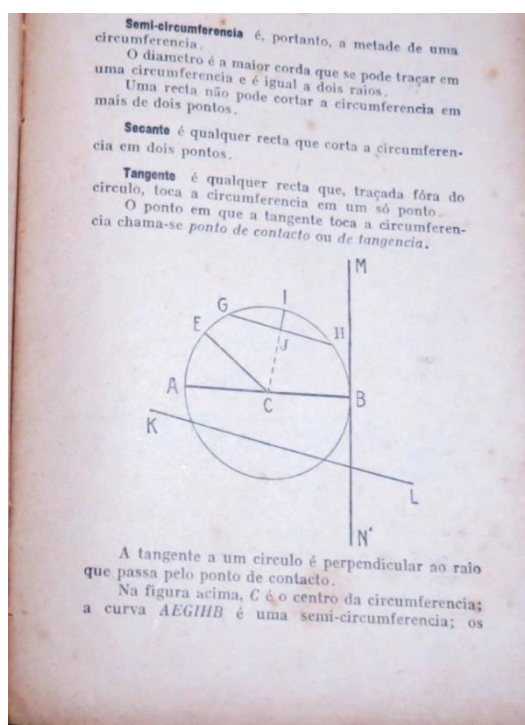 Semi-circumferencia é, portanto, a metade de uma
circumferencia.
O diametro é a maior corda que se pode traçar em
uma circumferencia e é igual a dois raios.
Uma recta não pode cortar a circumferencia em
mais de dois pontos.
Secante é qualquer recta que corta a circumferen-
cia em dois pontos.
Tangente é qualquer recta que, traçada fóra do
circulo, toca a circumferencia em um só ponto.
O ponto em que a tangente toca a circumferen-
cia chama-se ponto de contacto ou de tangencia.
M
I
G
E
J
H
A
C
B
K
L
N
A tangente a um circulo é perpendicular ao raio
que passa pelo ponto de contacto.
Na figura acima, C é o centro da circumferencia;
a curva AEGIHB é uma semi-circumferencia; os